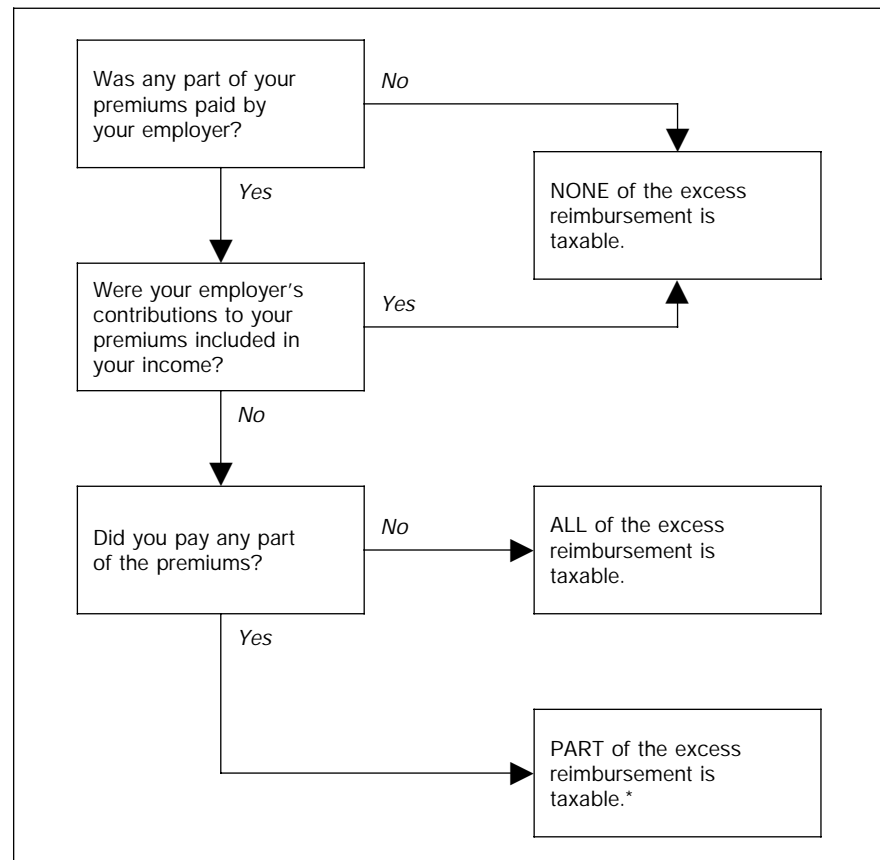 Was any part of your
premiums paid by
your employer?
No
Yes
NONE of the excess
reimbursement is
taxable.
Were your employer's
contributions to your
premiums included in
your income?
Yes
No
Did you pay any part
of the premiums?
No
ALL of the excess
reimbursement is
taxable.
Yes
PART of the excess
reimbursement is
taxable.*